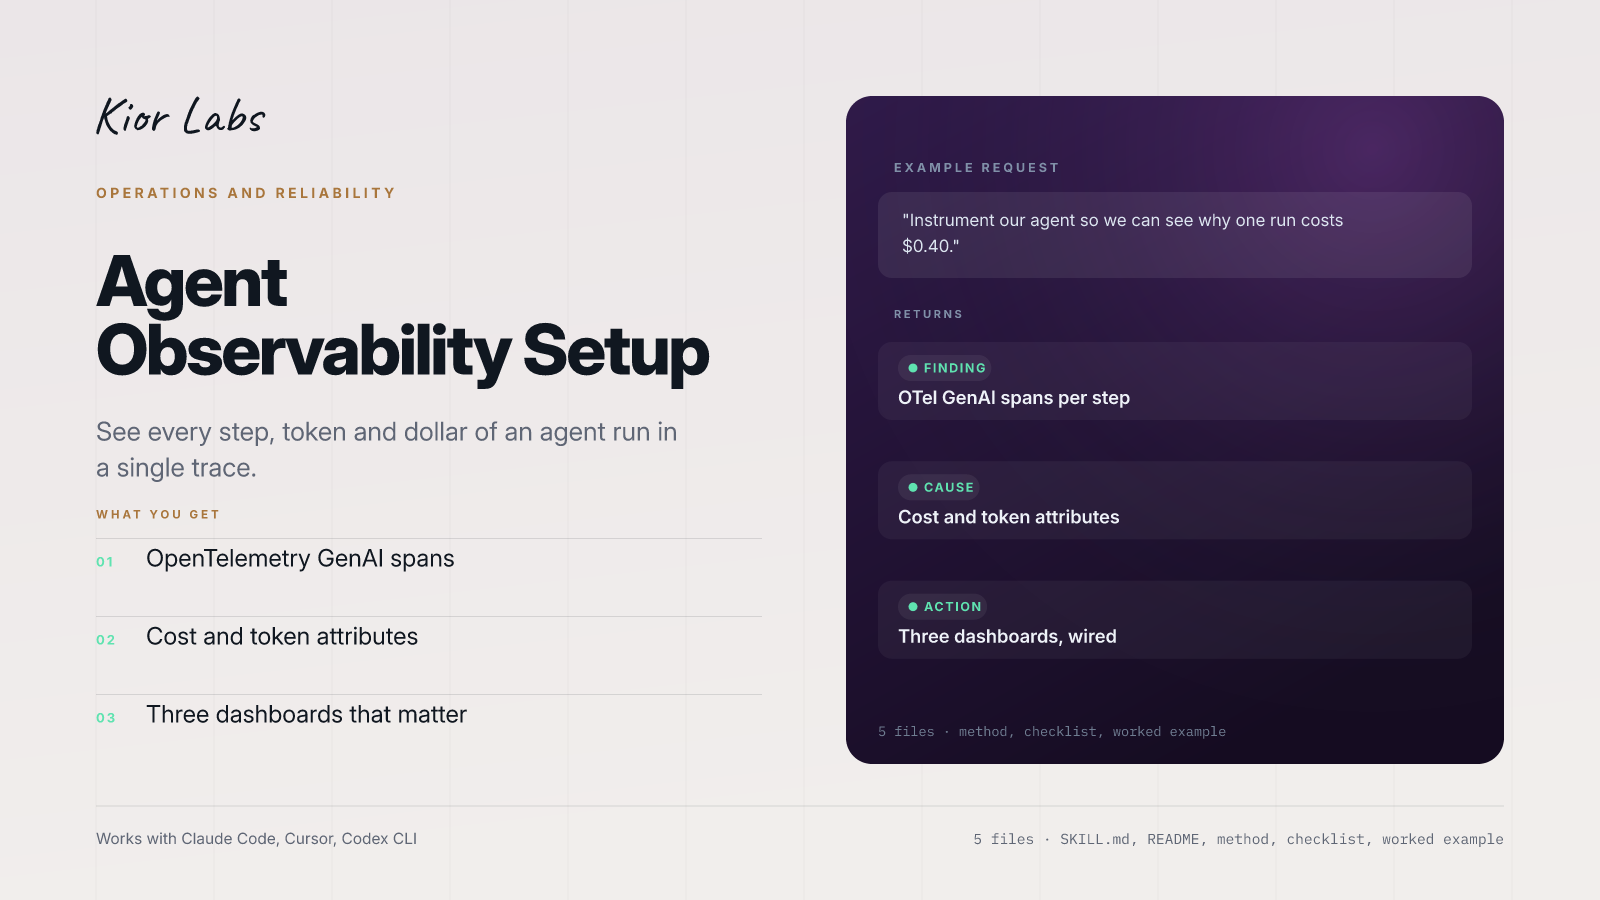 Kior Labs
OPERATIONS AND RELIABILITY
Agent
Observability Setup
See every step, token and dollar of an agent run in
a single trace.
WHAT YOU GET
01 OpenTelemetry GenAI spans
02 Cost and token attributes
03 Three dashboards that matter
EXAMPLE REQUEST
"Instrument our agent so we can see why one run costs
$0.40."
RETURNS
FINDING
OTel GenAI spans per step
CAUSE
Cost and token attributes
ACTION
Three dashboards, wired
5 files · method, checklist, worked example
Works with Claude Code, Cursor, Codex CLI
5 files · SKILL.md, README, method, checklist, worked example